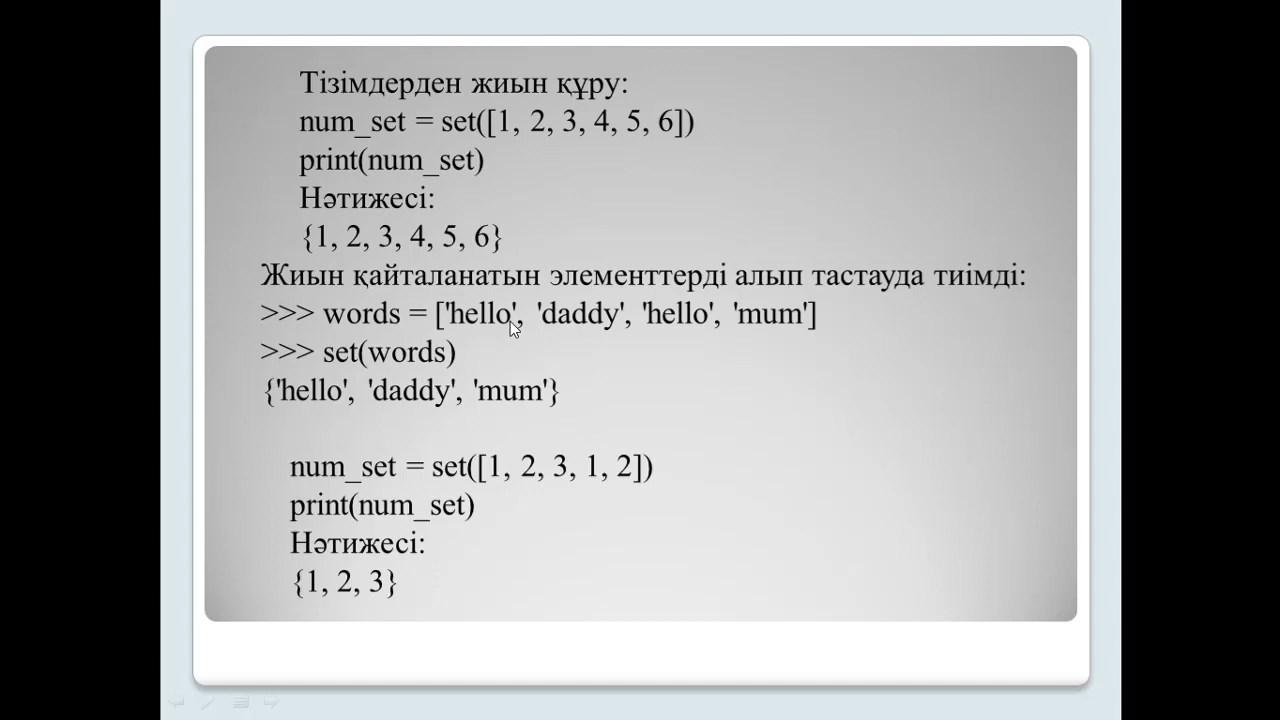 Тізімдерден жиын құру:
num_set = set([1, 2, 3, 4, 5, 6])
print(num_set)
Нәтижесі:
{1, 2, 3, 4, 5, 6}
Жиын қайталанатын элементтерді алып тастауда тиімді:
>>> words = ['hello', 'daddy', 'hello', 'mum']
>>> set(words)
{'hello', 'daddy', 'mum'}
num_set = set([1, 2, 3, 1, 2])
print(num_set)
Нәтижесі:
{1, 2, 3}